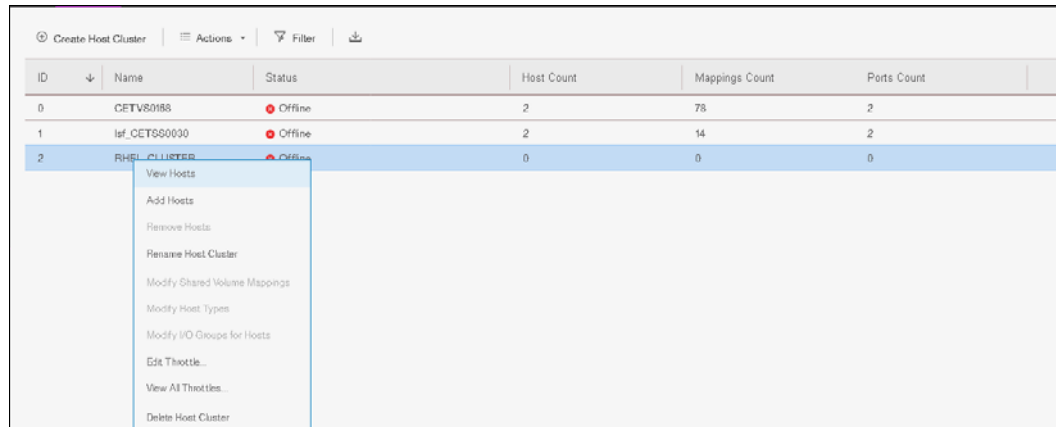 Create Host Cluster Actions Filter
ID Name Status Host Count Mappings Count Ports Count
0 CETVS0168 Offline 2 78 2
1 lsf_CETSS0030 Offline 2 14 2
2 RHEL_CLUSTER Offline 0 0 0
View Hosts
Add Hosts
Remove Hosts
Rename Host Cluster
Modify Shared Volume Mappings
Modify Host Types
Modify I/O Groups for Hosts
Edit Throttle...
View All Throttles...
Delete Host Cluster